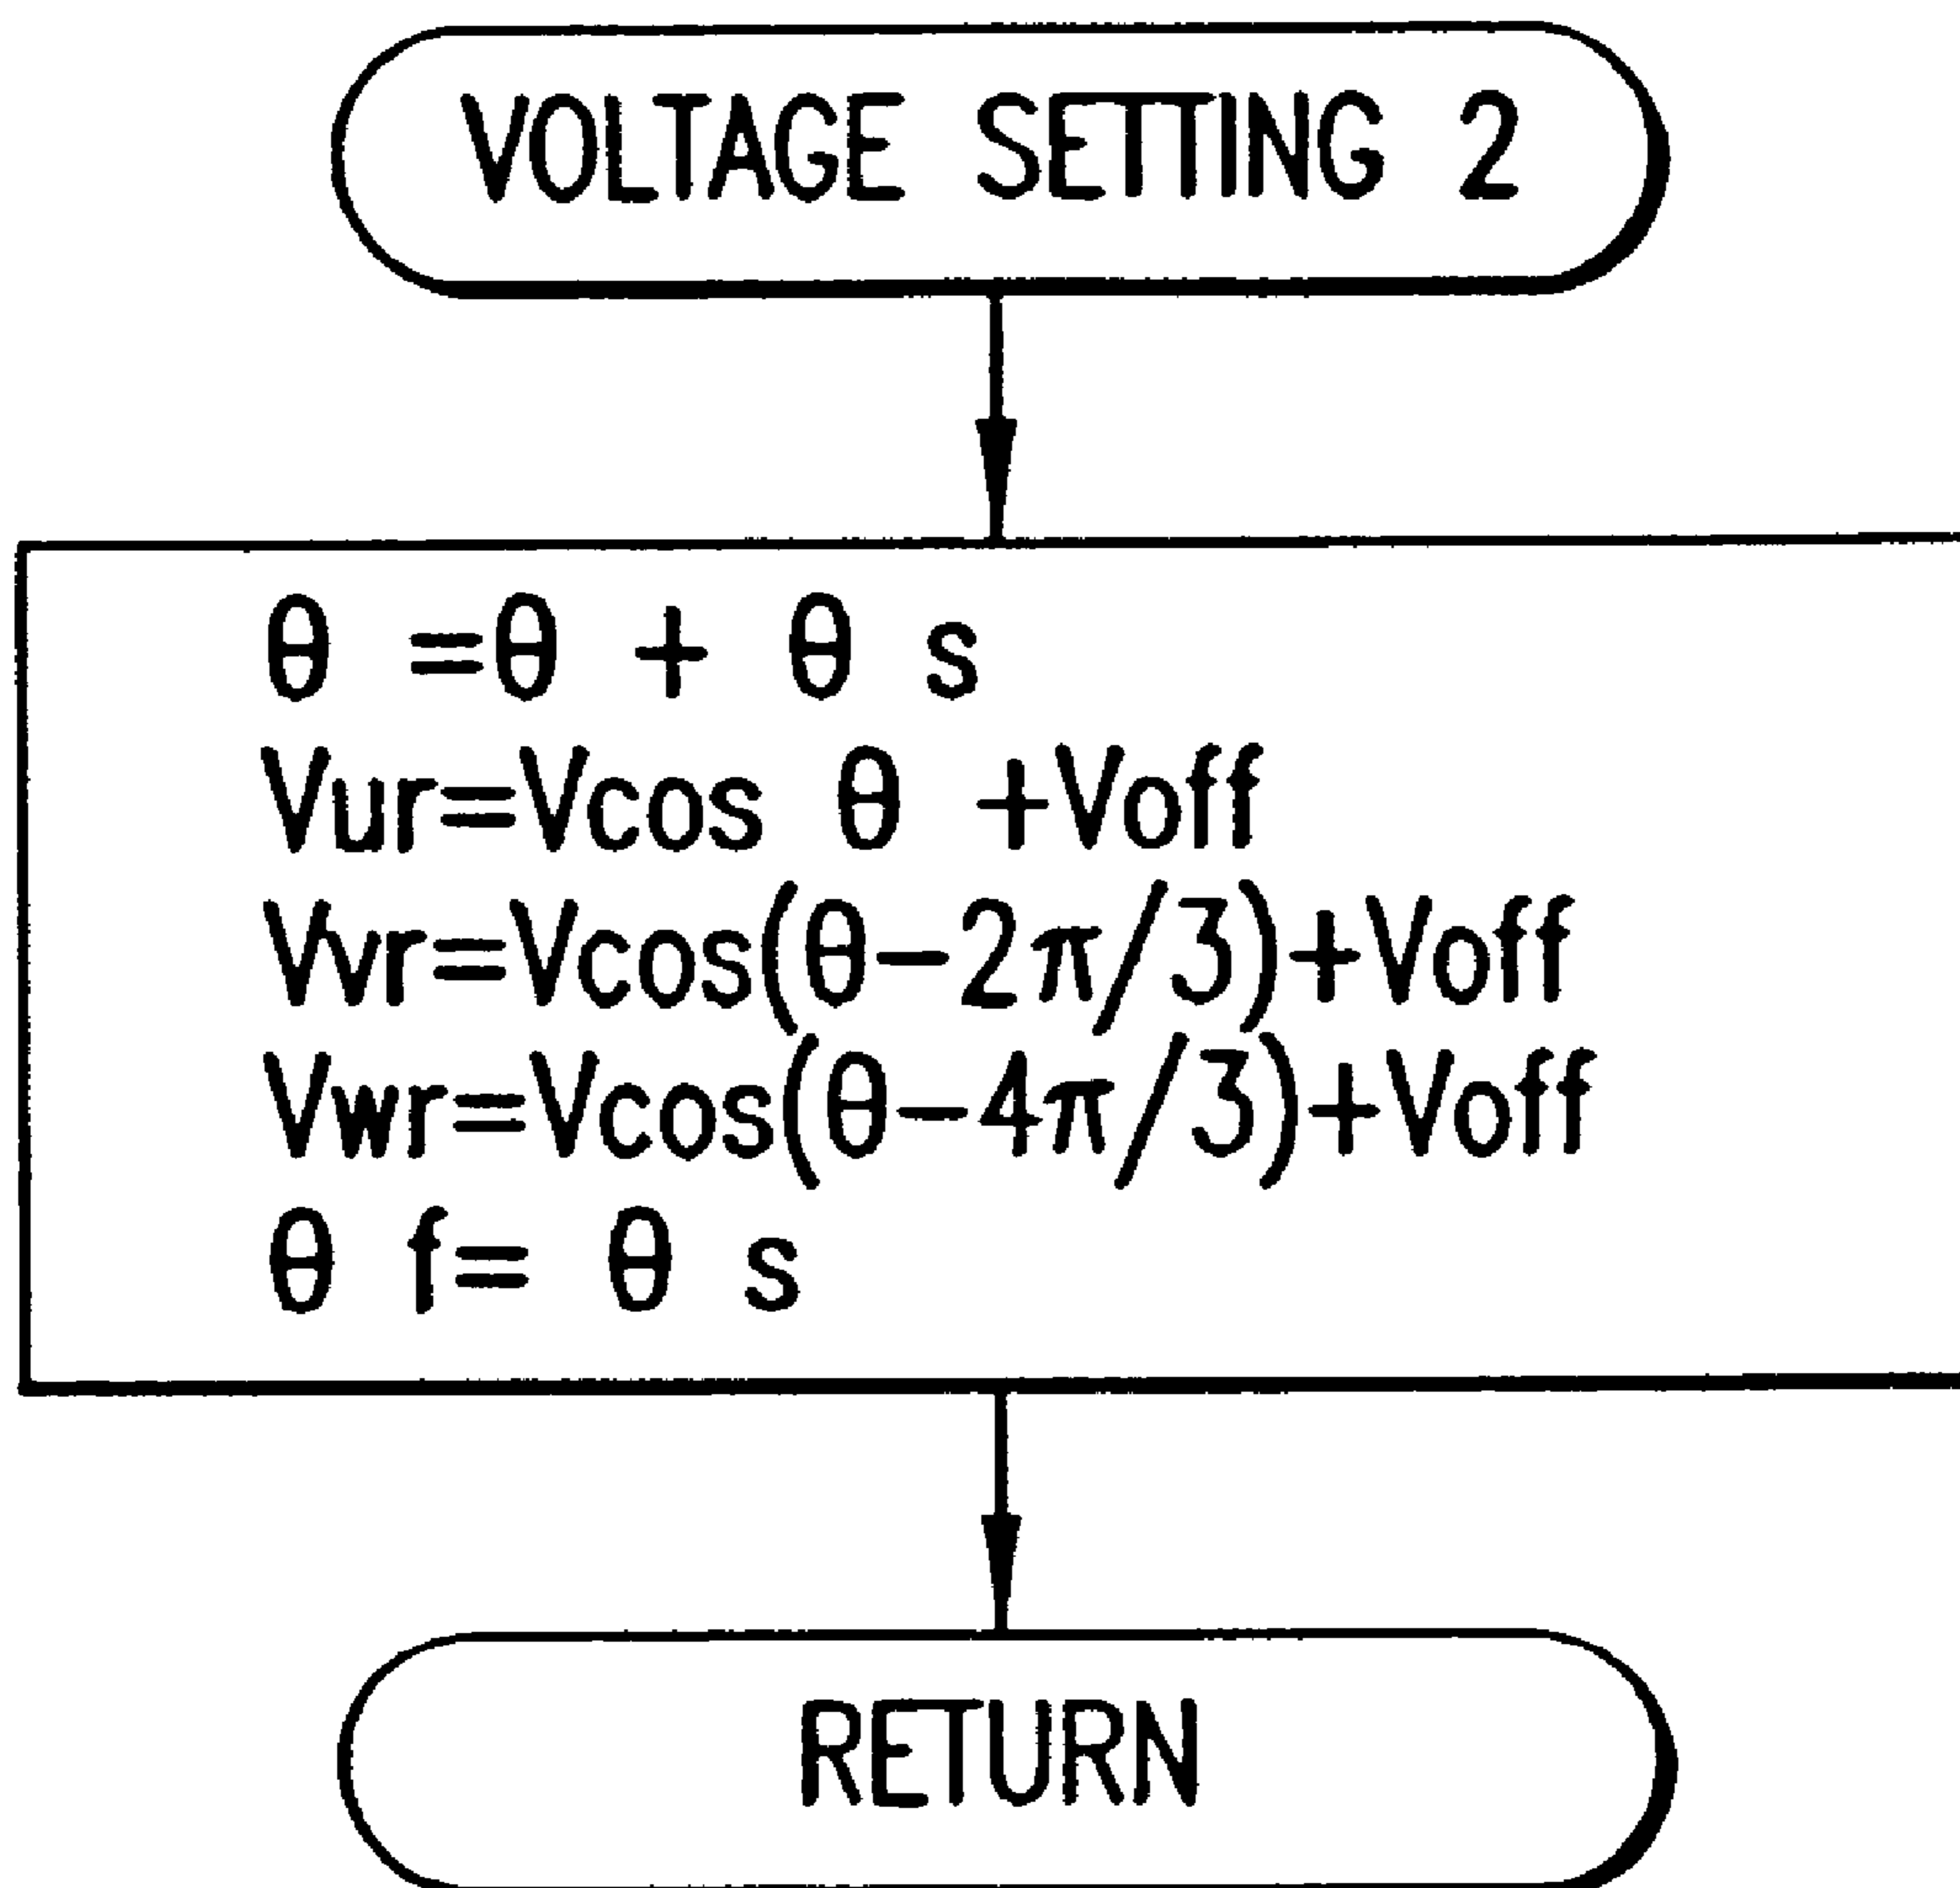 VOLTAGE SETTING 2
θ =θ + θ s
Vur=Vcos θ +Voff
Vvr=Vcos(θ-2π/3)+Voff
Vwr=Vcos(θ-4π/3)+Voff
θ f= θ s
RETURN